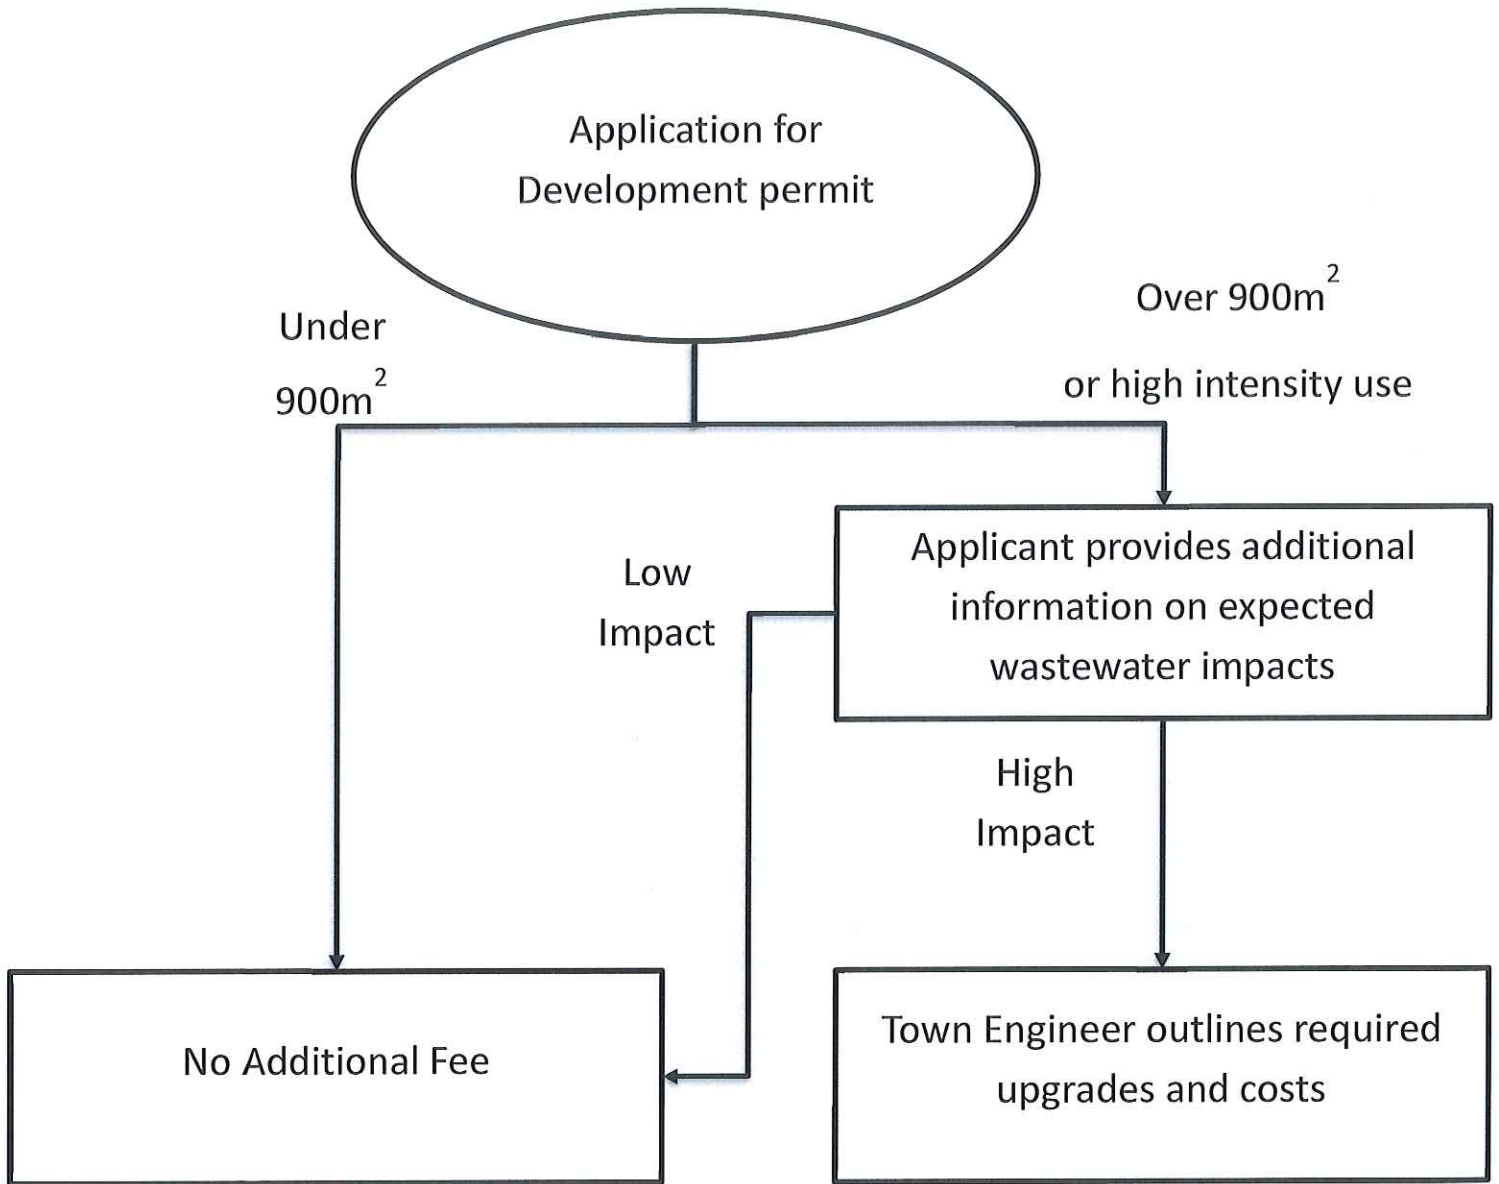 Application for
Development permit
Under
900m²
Over 900m²
or high intensity use
Applicant provides additional
information on expected
wastewater impacts
Low
Impact
High
Impact
No Additional Fee
Town Engineer outlines required
upgrades and costs